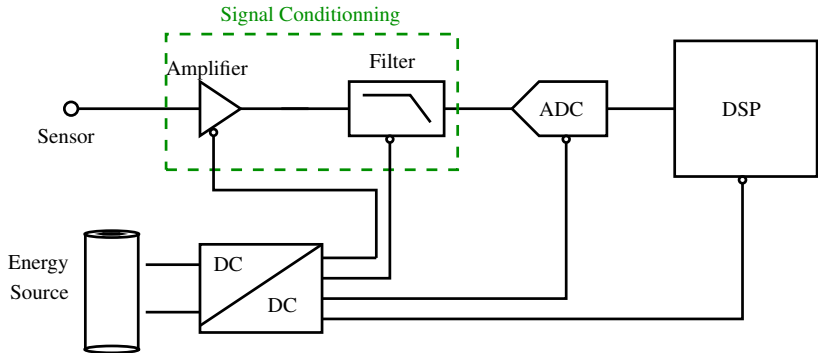 Signal Conditionning
Amplifier
Filter
Sensor
ADC
DSP
Energy
Source
DC
DC